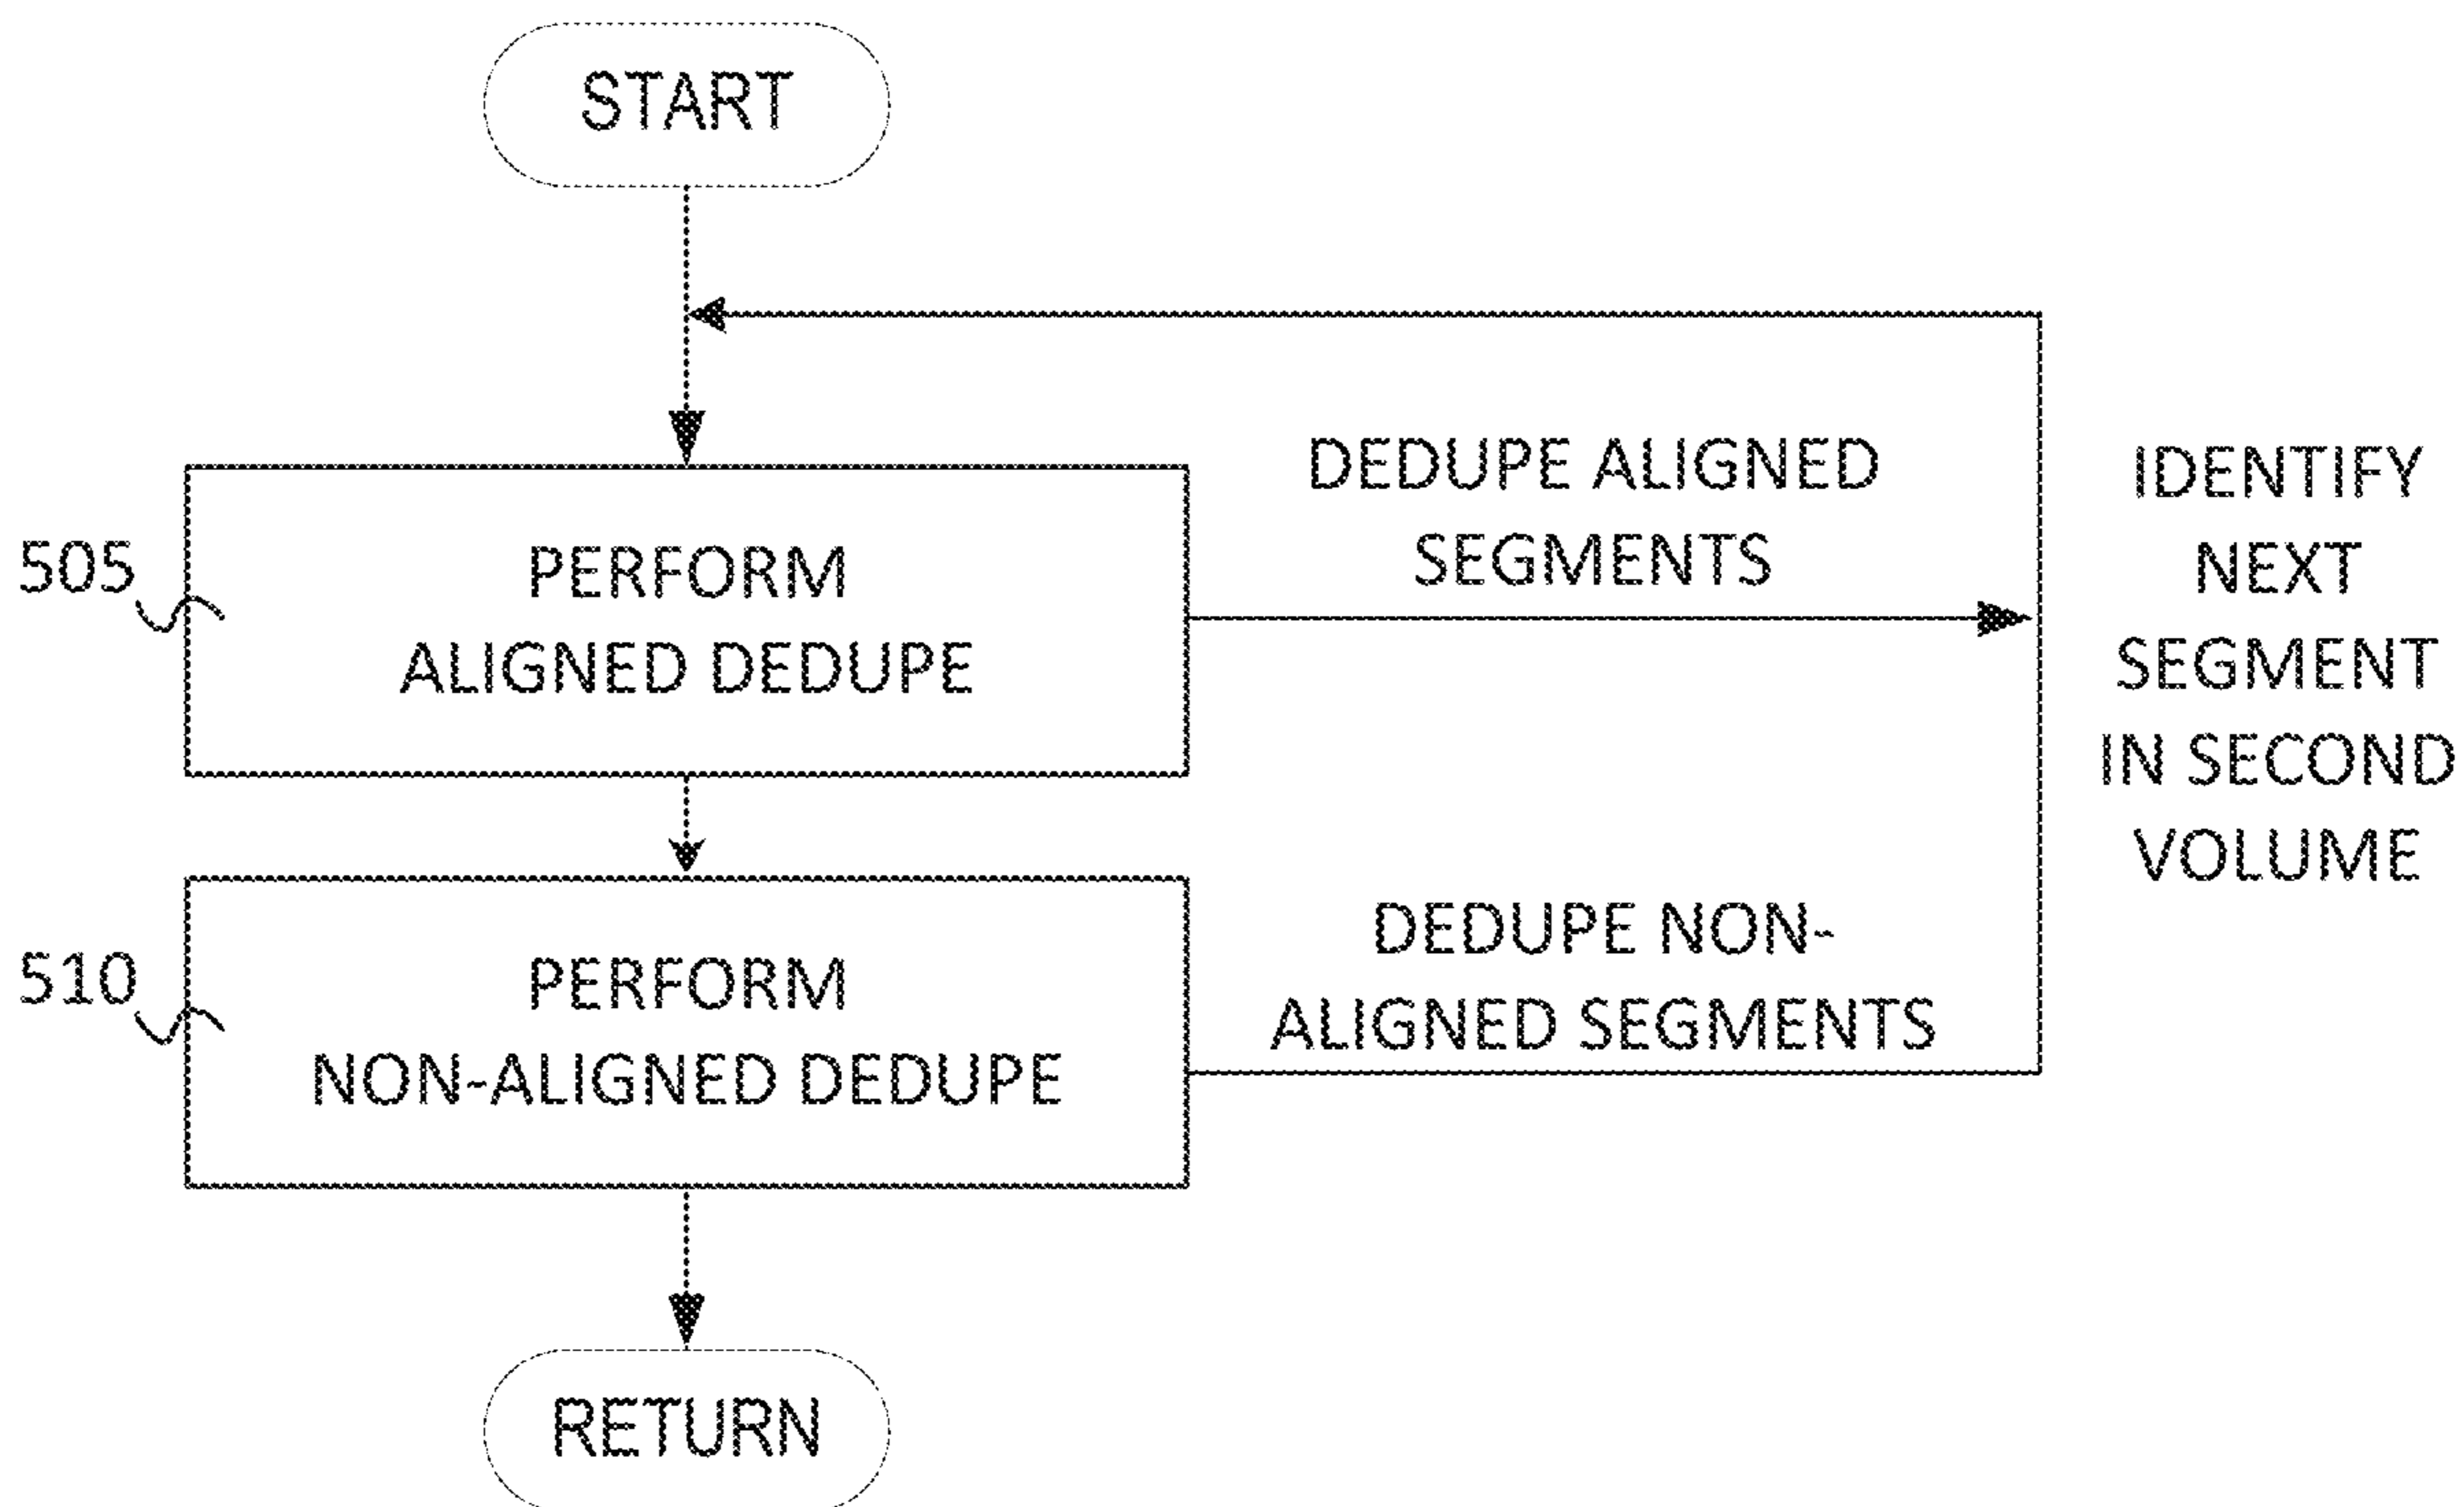 START
505
PERFORM
ALIGNED DEDUPE
DEDUPE ALIGNED
SEGMENTS
IDENTIFY
NEXT
SEGMENT
IN SECOND
VOLUME
510
PERFORM
NON-ALIGNED DEDUPE
DEDUPE NON-
ALIGNED SEGMENTS
RETURN